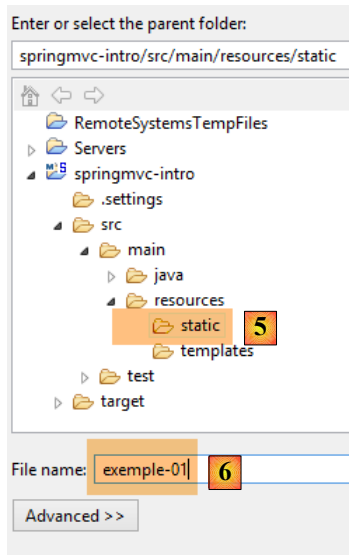 Enter or select the parent folder:
springmvc-intro/src/main/resources/static
RemoteSystemsTempFiles
Servers
M S springmvc-intro
.settings
src
main
java
resources
static 5
templates
test
target
File name: exemple-01 6
Advanced >>